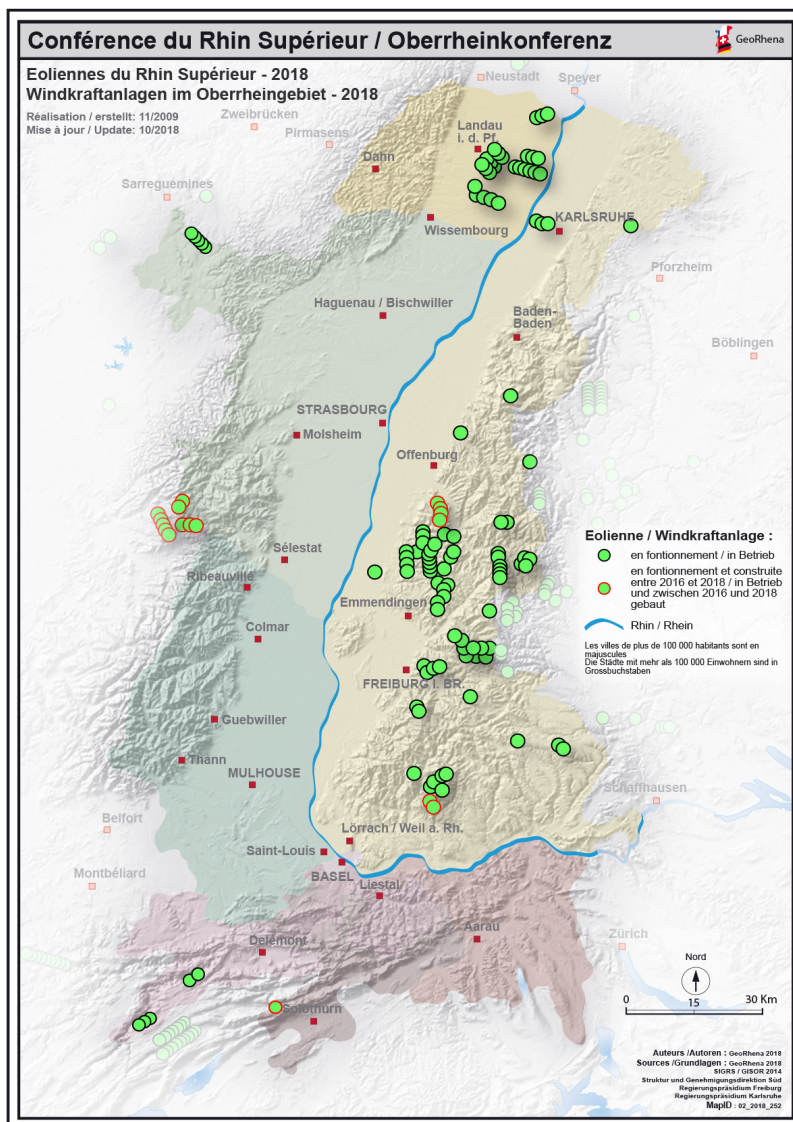 Conférence du Rhin Supérieur / Oberrheinkonferenz
GeoRhena
Eoliennes du Rhin Supérieur - 2018
Windkraftanlagen im Oberrheingebiet - 2018
Réalisation / erstellt: 11/2009
Mise à jour / Update: 10/2018
Neustadt
Speyer
Zweibrücken
Pirmasens
Landau
i. d. Pf.
Dahn
Sarreguemines
Wissembourg
KARLSRUHE
Pforzheim
Haguenau / Bischwiller
Baden-
Baden
Böblingen
STRASBOURG
Molsheim
Offenburg
Sélestat
Ribeauvillé
Emmendingen
Colmar
FREIBURG I. BR.
Guebwiller
Thann
MULHOUSE
Schaffhausen
Belfort
Lörrach / Weil a. Rh.
Saint-Louis
BASEL
Montbéliard
Liestal
Aarau
Zürich
Delémont
Solothurn
Eolienne / Windkraftanlage :
en fontionnement / in Betrieb
en fontionnement et construite
entre 2016 et 2018 / in Betrieb
und zwischen 2016 und 2018
gebaut
Rhin / Rhein
Les villes de plus de 100 000 habitants sont en
majuscules
Die Städte mit mehr als 100 000 Einwohnern sind in
Grossbuchstaben
Nord
0 15 30 Km
Auteurs /Autoren : GeoRhena 2018
Sources /Grundlagen : GeoRhena 2018
SIGRS / GISOR 2014
Struktur und Genehmigungsdirektion Süd
Regierungspräsidium Freiburg
Regierungspräsidium Karlsruhe
MapID : 02_2018_252